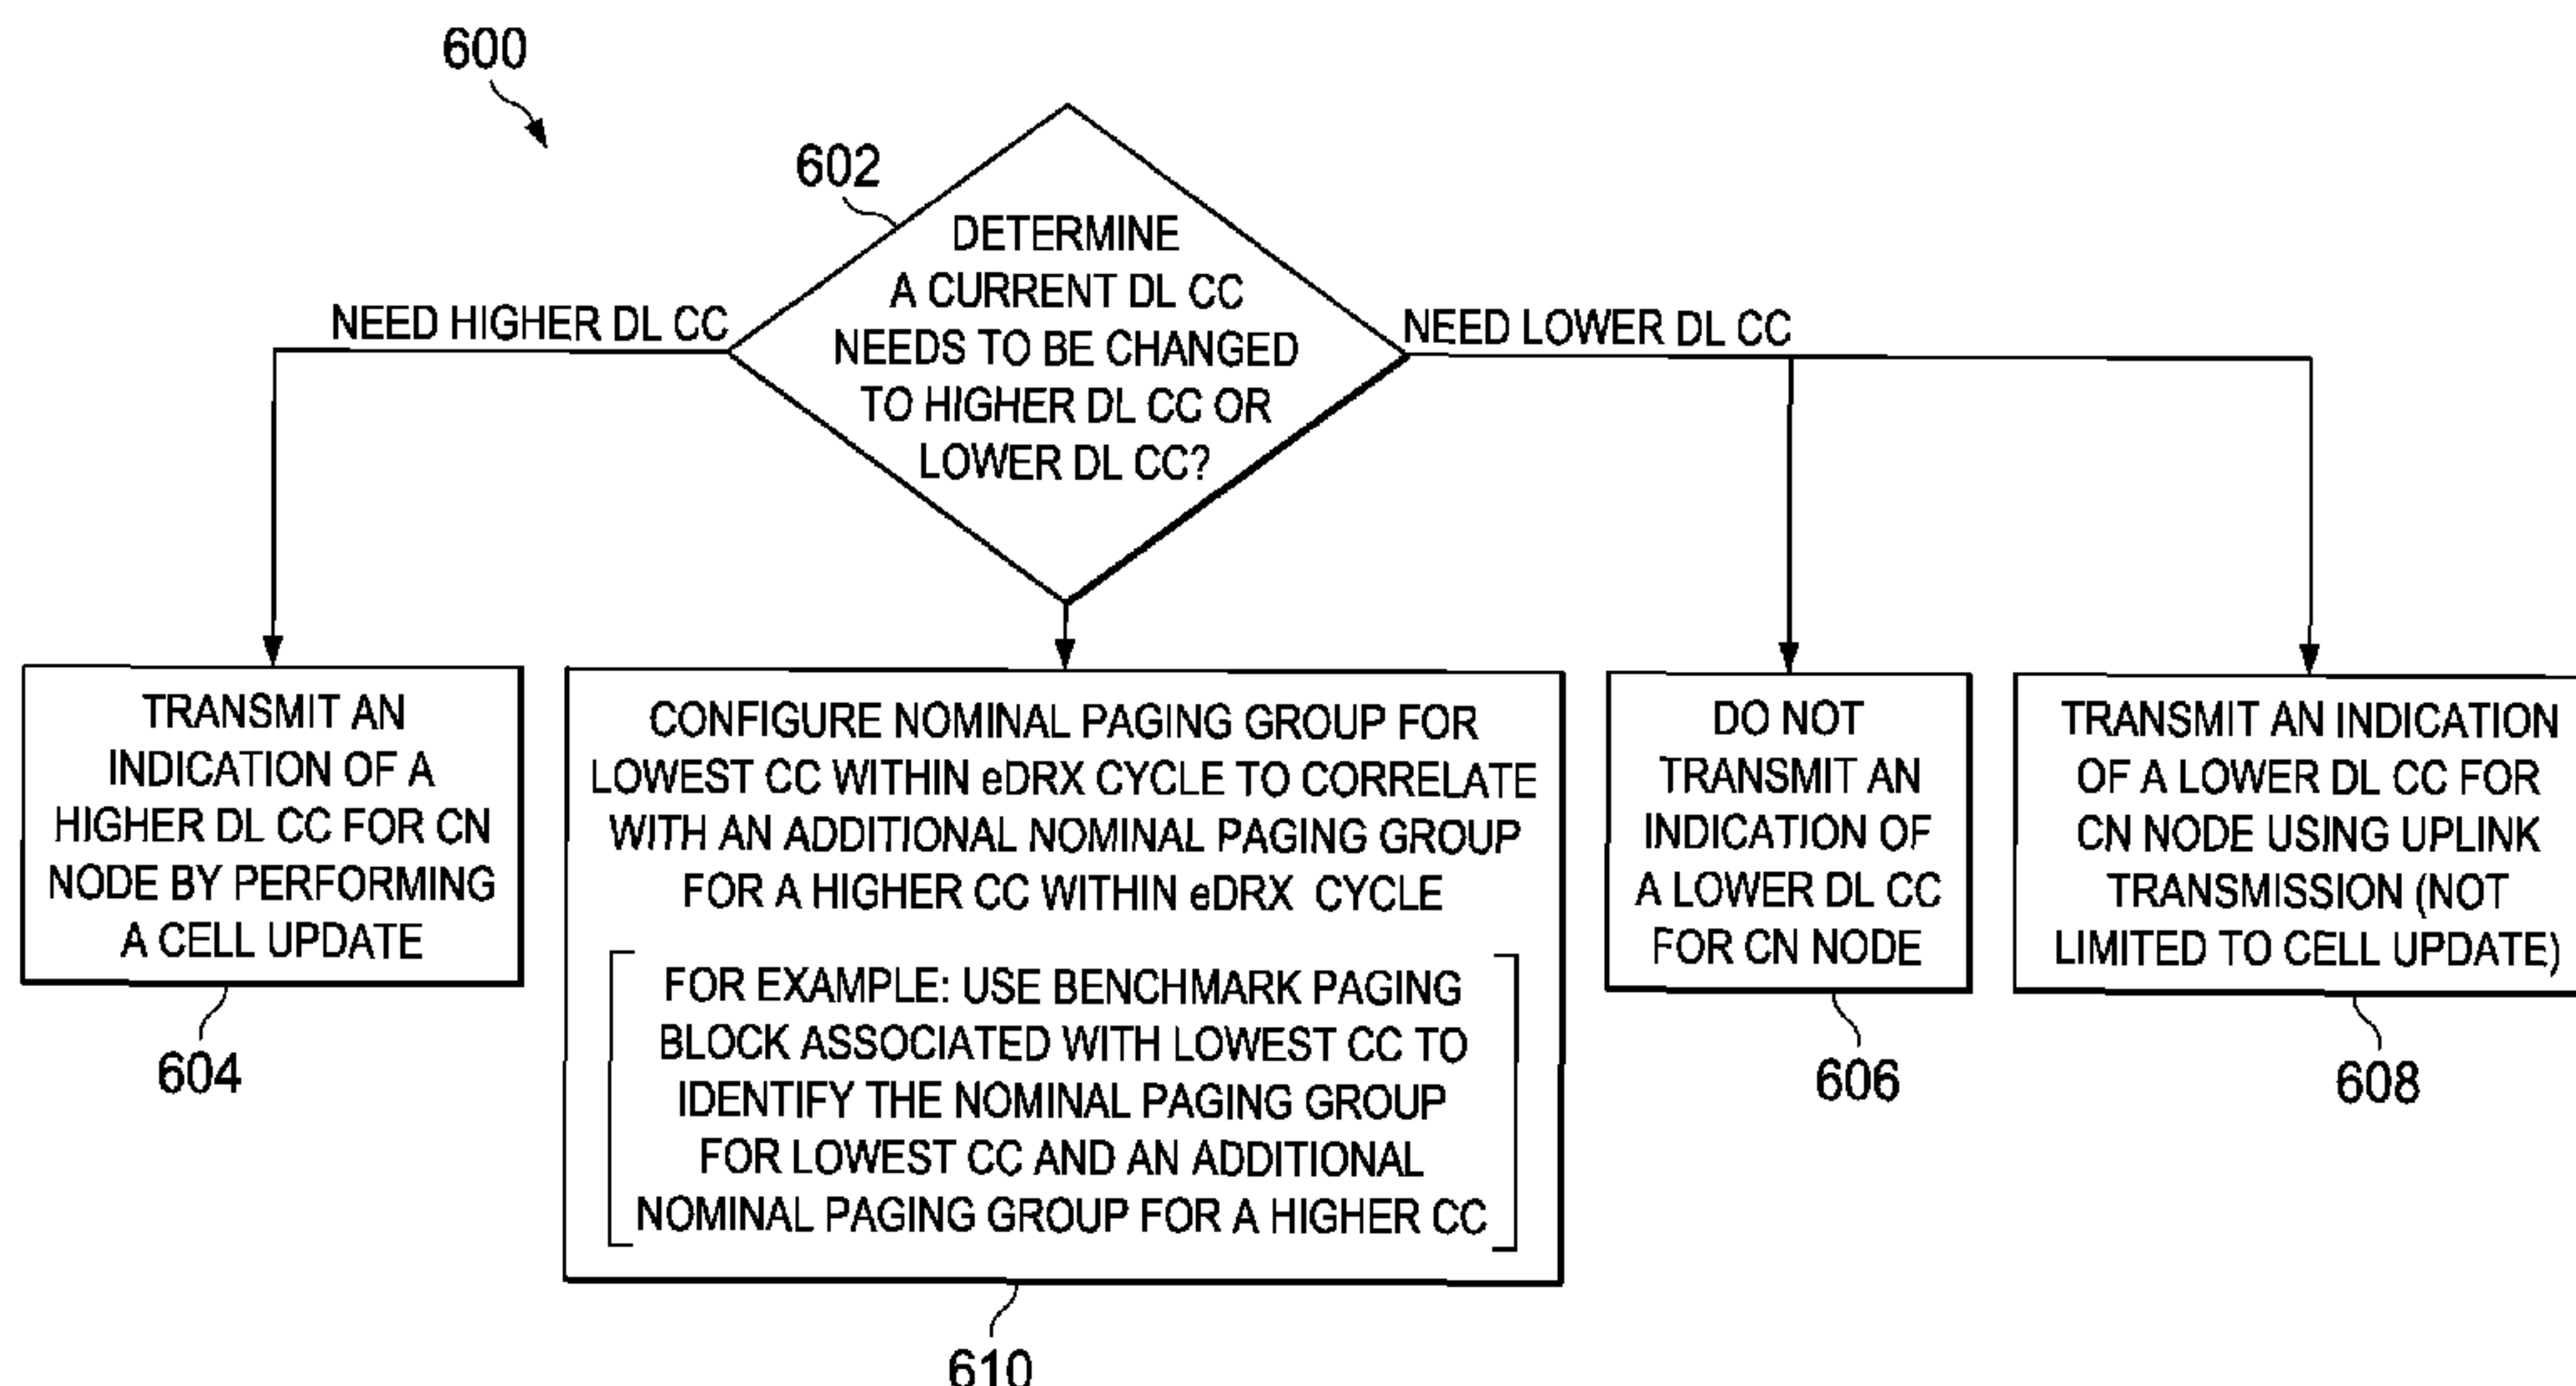 600
602
DETERMINE
A CURRENT DL CC
NEEDS TO BE CHANGED
TO HIGHER DL CC OR
LOWER DL CC?
NEED HIGHER DL CC
NEED LOWER DL CC
TRANSMIT AN
INDICATION OF A
HIGHER DL CC FOR CN
NODE BY PERFORMING
A CELL UPDATE
604
CONFIGURE NOMINAL PAGING GROUP FOR
LOWEST CC WITHIN eDRX CYCLE TO CORRELATE
WITH AN ADDITIONAL NOMINAL PAGING GROUP
FOR A HIGHER CC WITHIN eDRX CYCLE
FOR EXAMPLE: USE BENCHMARK PAGING
BLOCK ASSOCIATED WITH LOWEST CC TO
IDENTIFY THE NOMINAL PAGING GROUP
FOR LOWEST CC AND AN ADDITIONAL
NOMINAL PAGING GROUP FOR A HIGHER CC
610
DO NOT
TRANSMIT AN
INDICATION OF
A LOWER DL CC
FOR CN NODE
606
TRANSMIT AN INDICATION
OF A LOWER DL CC FOR
CN NODE USING UPLINK
TRANSMISSION (NOT
LIMITED TO CELL UPDATE)
608